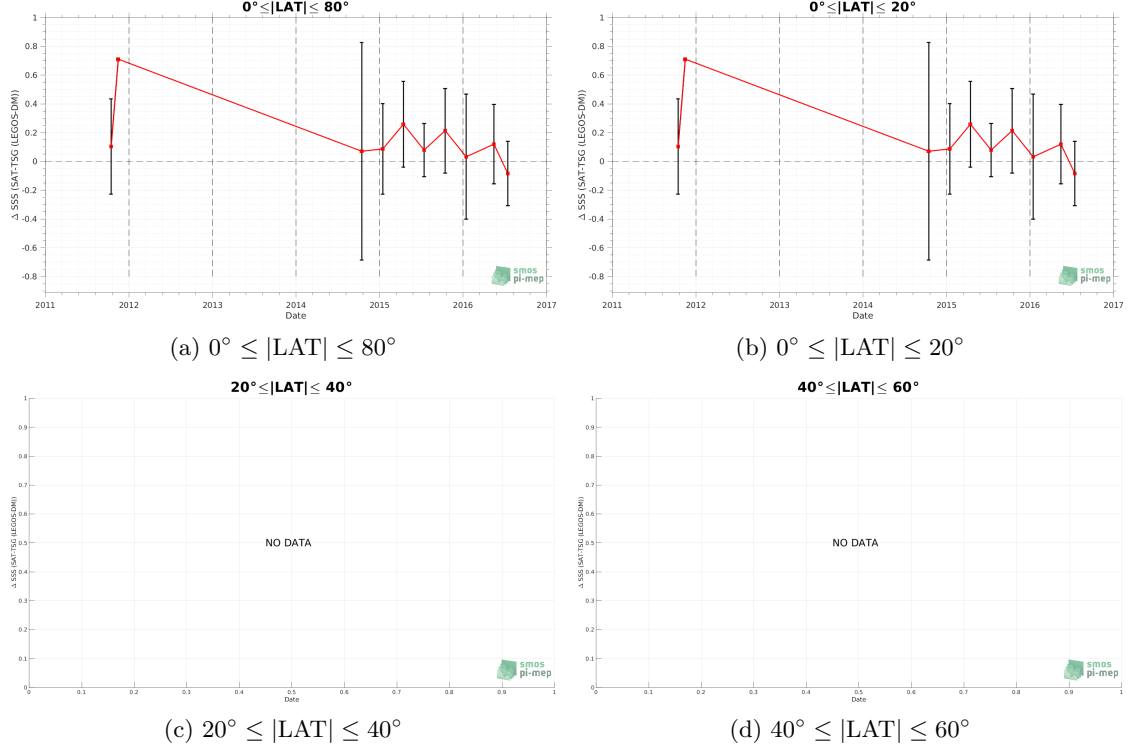 0°≤|LAT|≤ 80°
1
0.8
0.6
0.4
0.2
0
-0.2
-0.4
-0.6
-0.8
Δ SSS (SAT-TSG (LEGOS-DM))
smos
pi-mep
2011 2012 2013 2014 2015 2016 2017
Date
(a) 0° ≤ |LAT| ≤ 80°
0°≤|LAT|≤ 20°
1
0.8
0.6
0.4
0.2
0
-0.2
-0.4
-0.6
-0.8
Δ SSS (SAT-TSG (LEGOS-DM))
smos
pi-mep
2011 2012 2013 2014 2015 2016 2017
Date
(b) 0° ≤ |LAT| ≤ 20°
20°≤|LAT|≤ 40°
1
0.9
0.8
0.7
0.6
0.5
0.4
0.3
0.2
0.1
0
Δ SSS (SAT-TSG (LEGOS-DM))
NO DATA
smos
pi-mep
0 0.1 0.2 0.3 0.4 0.5 0.6 0.7 0.8 0.9 1
Date
(c) 20° ≤ |LAT| ≤ 40°
40°≤|LAT|≤ 60°
1
0.9
0.8
0.7
0.6
0.5
0.4
0.3
0.2
0.1
0
Δ SSS (SAT-TSG (LEGOS-DM))
NO DATA
smos
pi-mep
0 0.1 0.2 0.3 0.4 0.5 0.6 0.7 0.8 0.9 1
Date
(d) 40° ≤ |LAT| ≤ 60°